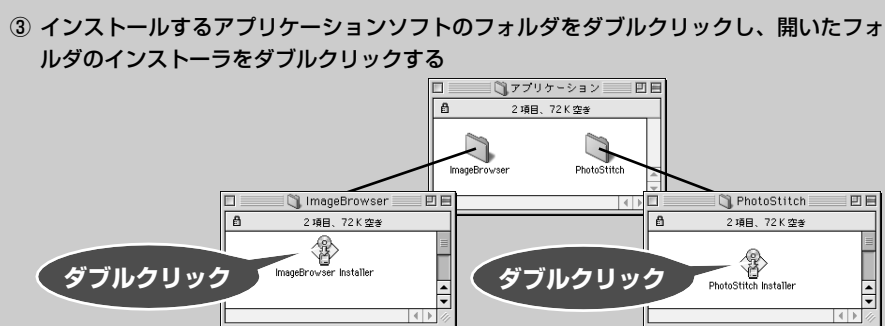 ③ インストールするアプリケーションソフトのフォルダをダブルクリックし、開いたフォ
ルダのインストーラをダブルクリックする
アプリケーション
2 項目、72 K 空き
ImageBrowser
PhotoStitch
ImageBrowser
2 項目、72 K 空き
ImageBrowser Installer
ダブルクリック
PhotoStitch
2 項目、72 K 空き
PhotoStitch Installer
ダブルクリック